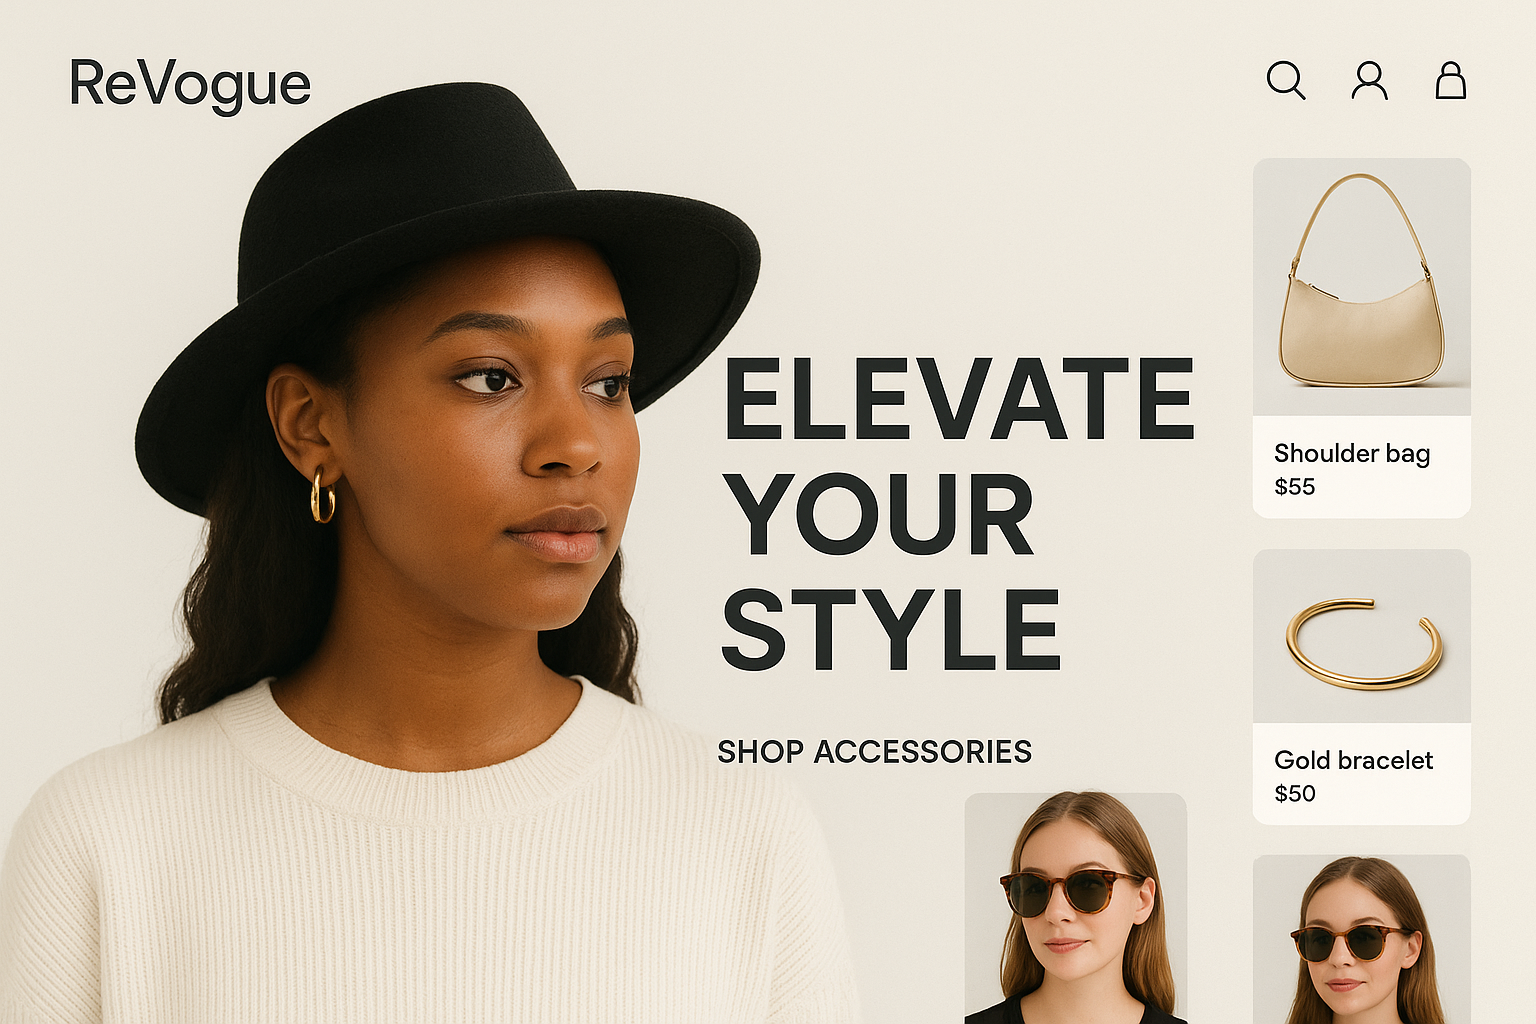 ReVogue
ELEVATE
YOUR
STYLE
SHOP ACCESSORIES
Shoulder bag
$55
Gold bracelet
$50